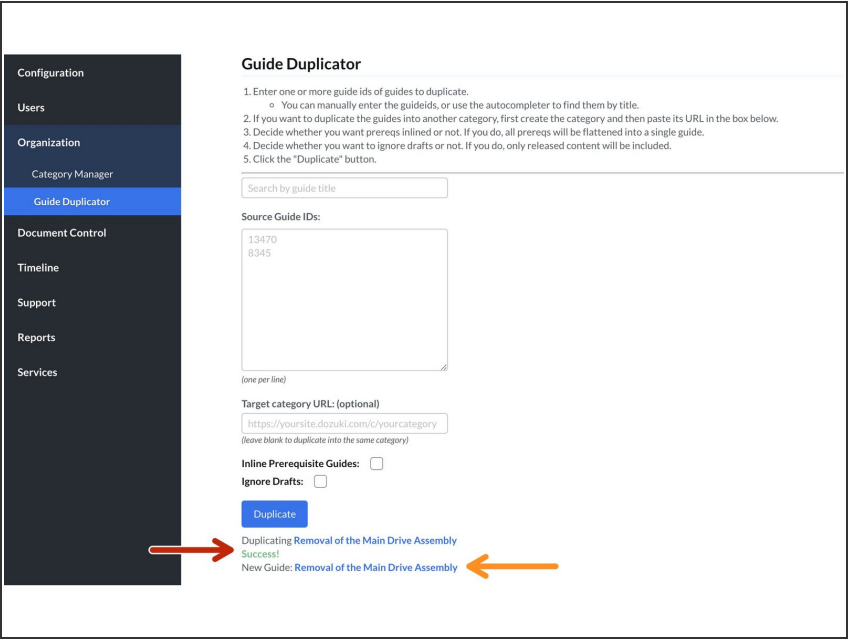 Configuration
Users
Organization
Category Manager
Guide Duplicator
Document Control
Timeline
Support
Reports
Services
Guide Duplicator
1. Enter one or more guide ids of guides to duplicate.
You can manually enter the guideids, or use the autocompleter to find them by title.
2. If you want to duplicate the guides into another category, first create the category and then paste its URL in the box below.
3. Decide whether you want prereqs inlined or not. If you do, all prereqs will be flattened into a single guide.
4. Decide whether you want to ignore drafts or not. If you do, only released content will be included.
5. Click the "Duplicate" button.
Search by guide title
Source Guide IDs:
13470
8345
(one per line)
Target category URL: (optional)
https://yoursite.dozuki.com/c/yourcategory
(leave blank to duplicate into the same category)
Inline Prerequisite Guides:
Ignore Drafts:
Duplicate
Duplicating Removal of the Main Drive Assembly
Success!
New Guide: Removal of the Main Drive Assembly